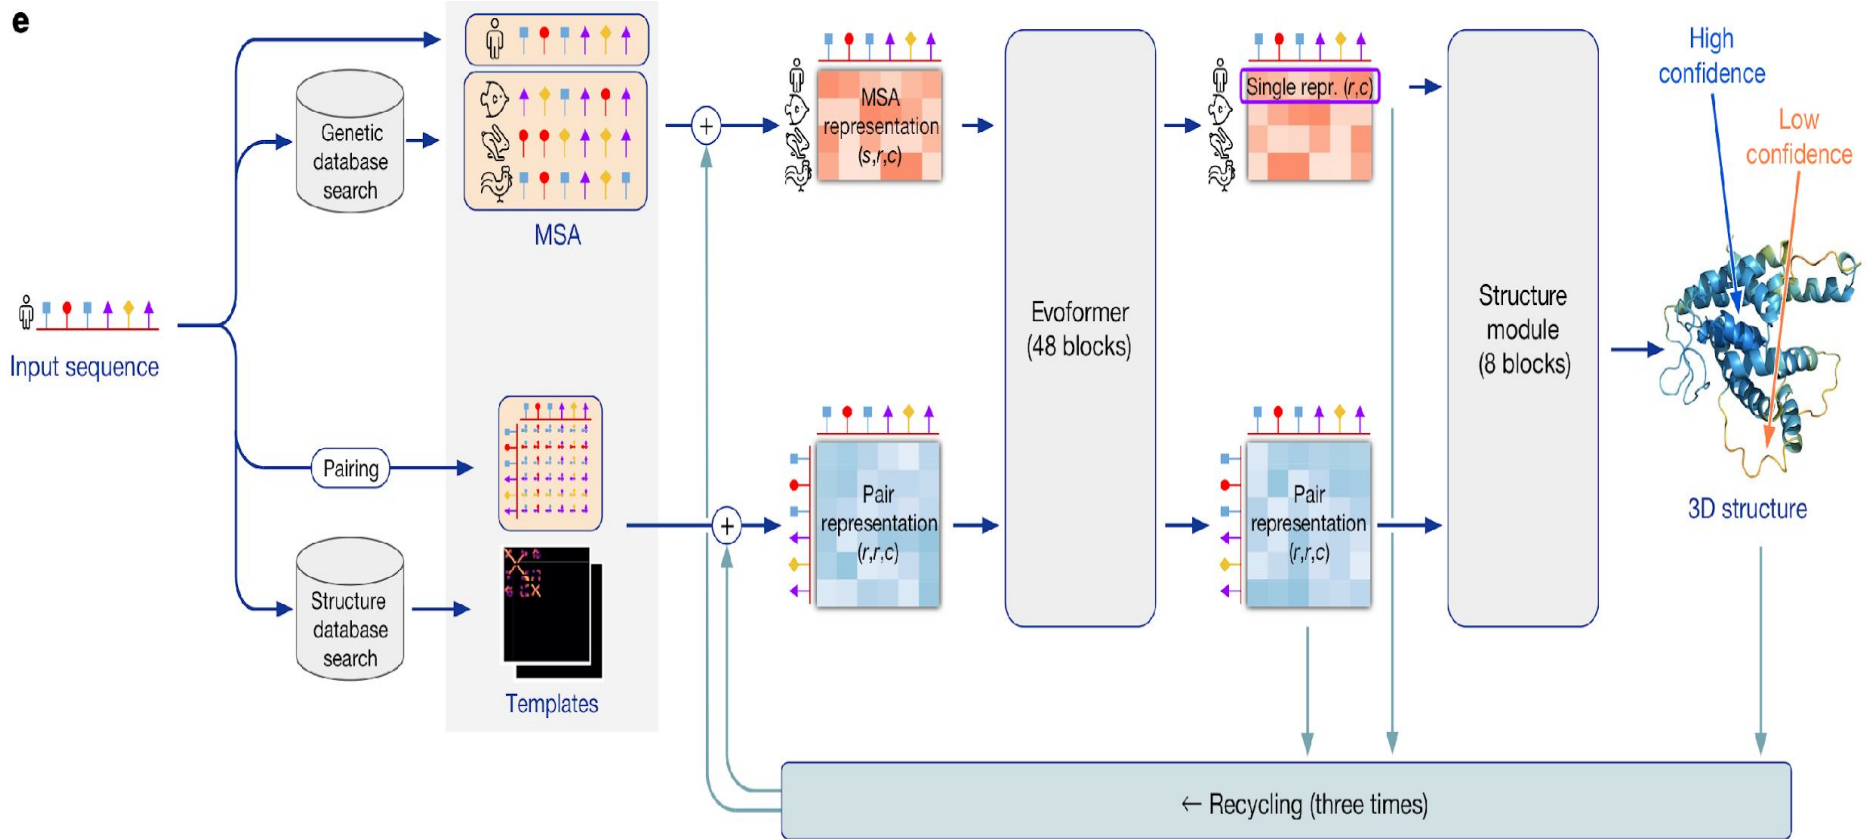 e
Input sequence
Genetic
database
search
MSA
Pairing
Structure
database
search
Templates
+
+
MSA
representation
(s,r,c)
Pair
representation
(r,r,c)
Evoformer
(48 blocks)
Single repr. (r,c)
Pair
representation
(r,r,c)
Structure
module
(8 blocks)
High
confidence
Low
confidence
3D structure
← Recycling (three times)